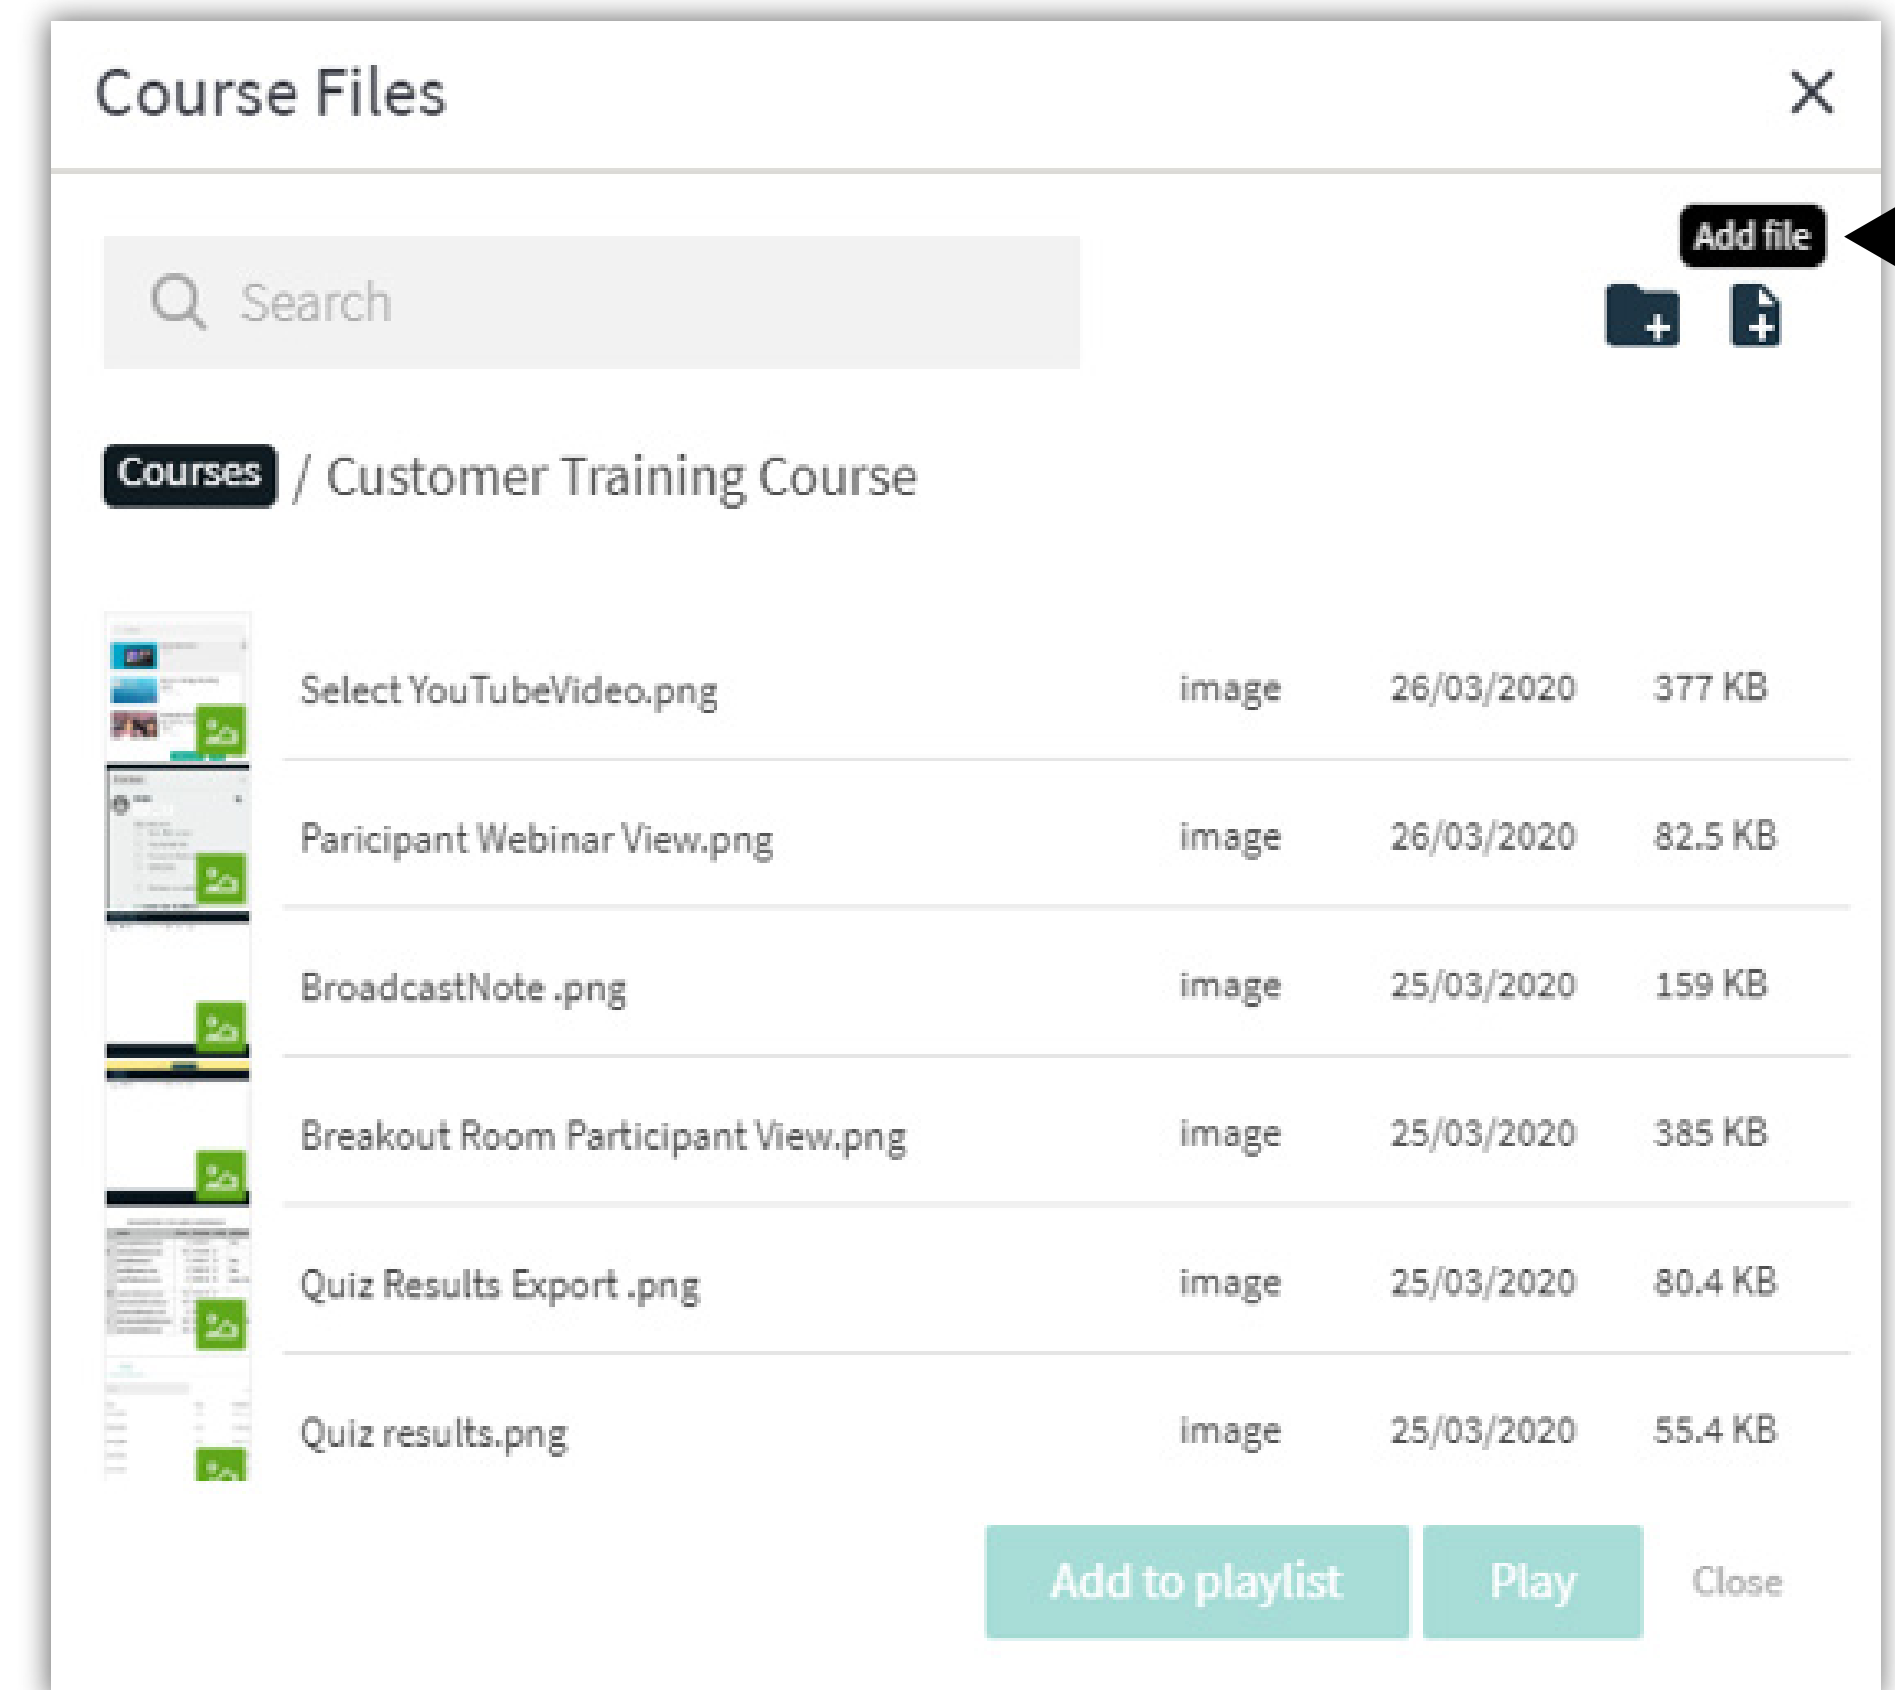 Course Files
Add file
Search
Courses / Customer Training Course
Select YouTubeVideo.png image 26/03/2020 377 KB
Paricipant Webinar View.png image 26/03/2020 82.5 KB
BroadcastNote .png image 25/03/2020 159 KB
Breakout Room Participant View.png image 25/03/2020 385 KB
Quiz Results Export .png image 25/03/2020 80.4 KB
Quiz results.png image 25/03/2020 55.4 KB
Add to playlist Play Close